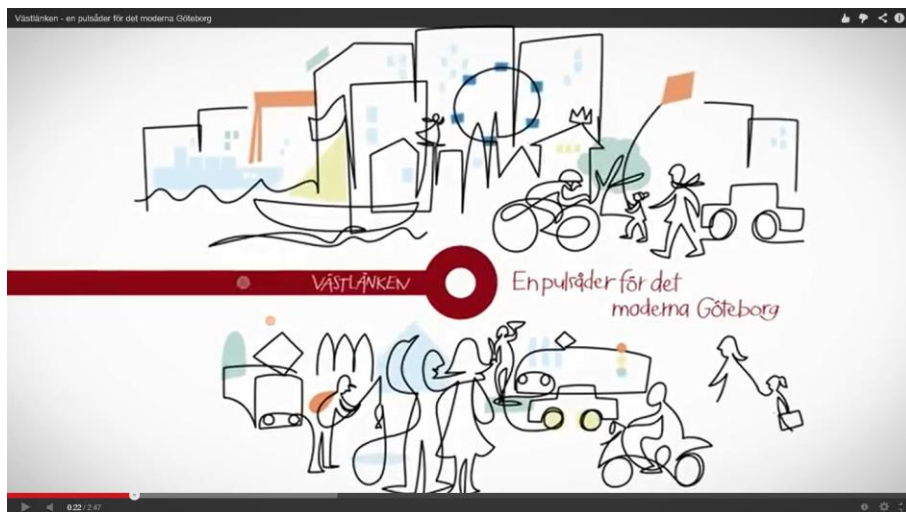 Västlänken - en pulsåder för det moderna Göteborg
VÄSTLÄNKEN
En pulsåder för det
moderna Göteborg
0:22 / 2:47